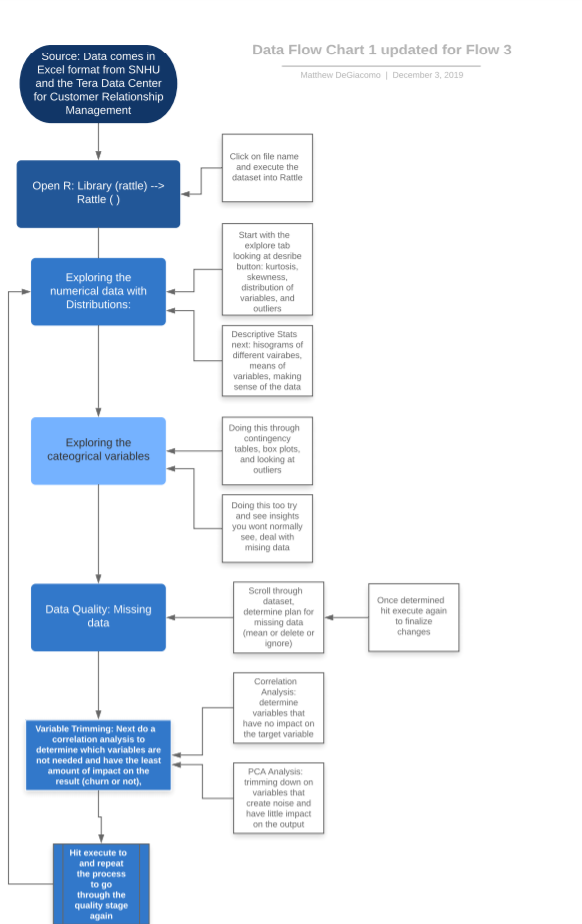 Data Flow Chart 1 updated for Flow 3
Matthew DeGiacomo | December 3, 2019
Source: Data comes in
Excel format from SNHU
and the Tera Data Center
for Customer Relationship
Management
Click on file name
and execute the
dataset into Rattle
Open R: Library (rattle) -->
Rattle ( )
Start with the
exlplore tab
looking at desribe
button: kurtosis,
skewness,
distribution of
variables, and
outliers
Exploring the
numerical data with
Distributions:
Descriptive Stats
next: hisograms of
different vairabes,
means of
variables, making
sense of the data
Doing this through
contingency
tables, box plots,
and looking at
outliers
Exploring the
cateogrical variables
Doing this too try
and see insights
you wont normally
see, deal with
mising data
Data Quality: Missing
data
Scroll through
dataset,
determine plan for
missing data
(mean or delete or
ignore)
Once determined
hit execute again
to finalize
changes
Correlation
Analysis:
determine
variables that
have no impact on
the target variable
Variable Trimming: Next do a
correlation analysis to
determine which variables are
not needed and have the least
amount of impact on the
result (churn or not),
PCA Analysis:
trimming down on
variables that
create noise and
have little impact
on the output
Hit execute to
and repeat
the process
to go
through the
quality stage
again